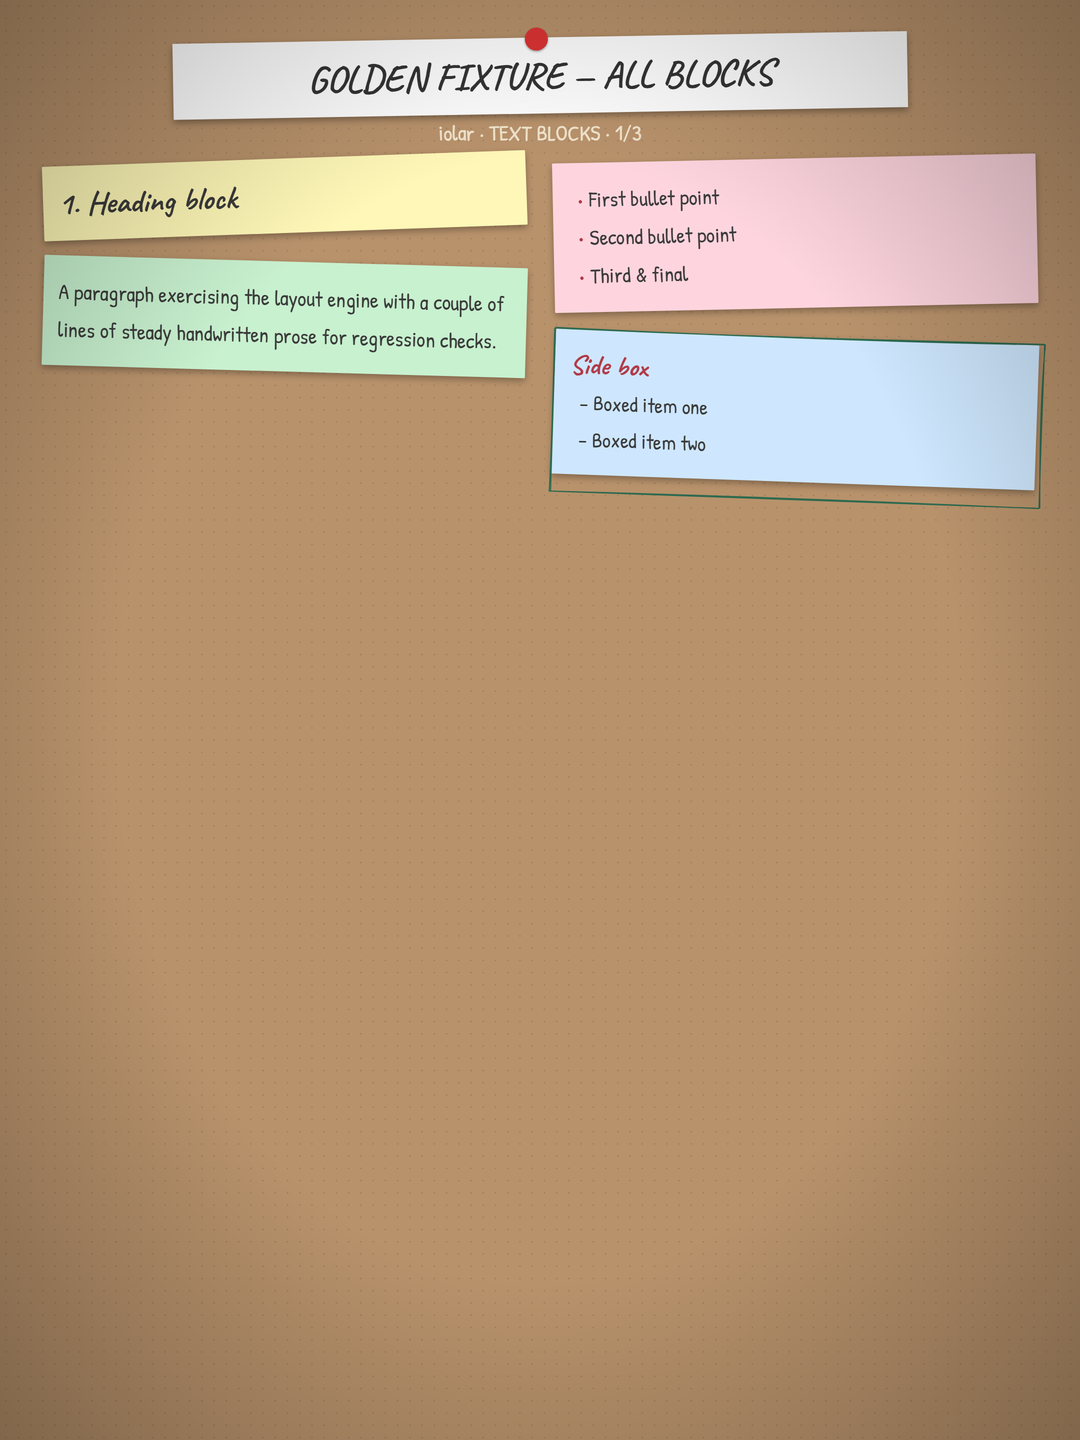 GOLDEN FIXTURE – ALL BLOCKS
iolar · TEXT BLOCKS · 1/3
1. Heading block
A paragraph exercising the layout engine with a couple of
lines of steady handwritten prose for regression checks.
• First bullet point
• Second bullet point
• Third & final
Side box
– Boxed item one
– Boxed item two